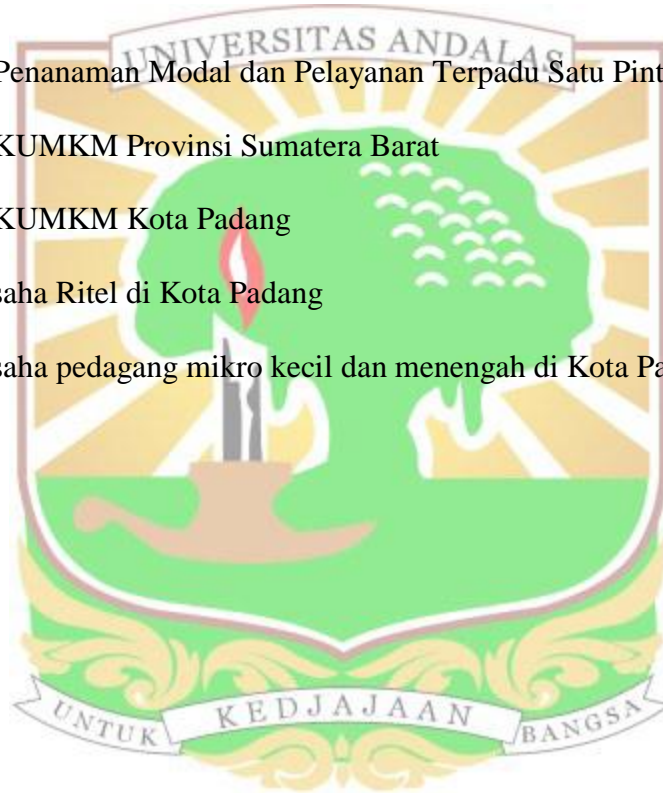 UNIVERSITAS ANDALAS
Penanaman Modal dan Pelayanan Terpadu Satu Pint
KUMKM Provinsi Sumatera Barat
KUMKM Kota Padang
saha Ritel di Kota Padang
saha pedagang mikro kecil dan menengah di Kota Pa
UNTUK KEDJAJAAN BANGSA